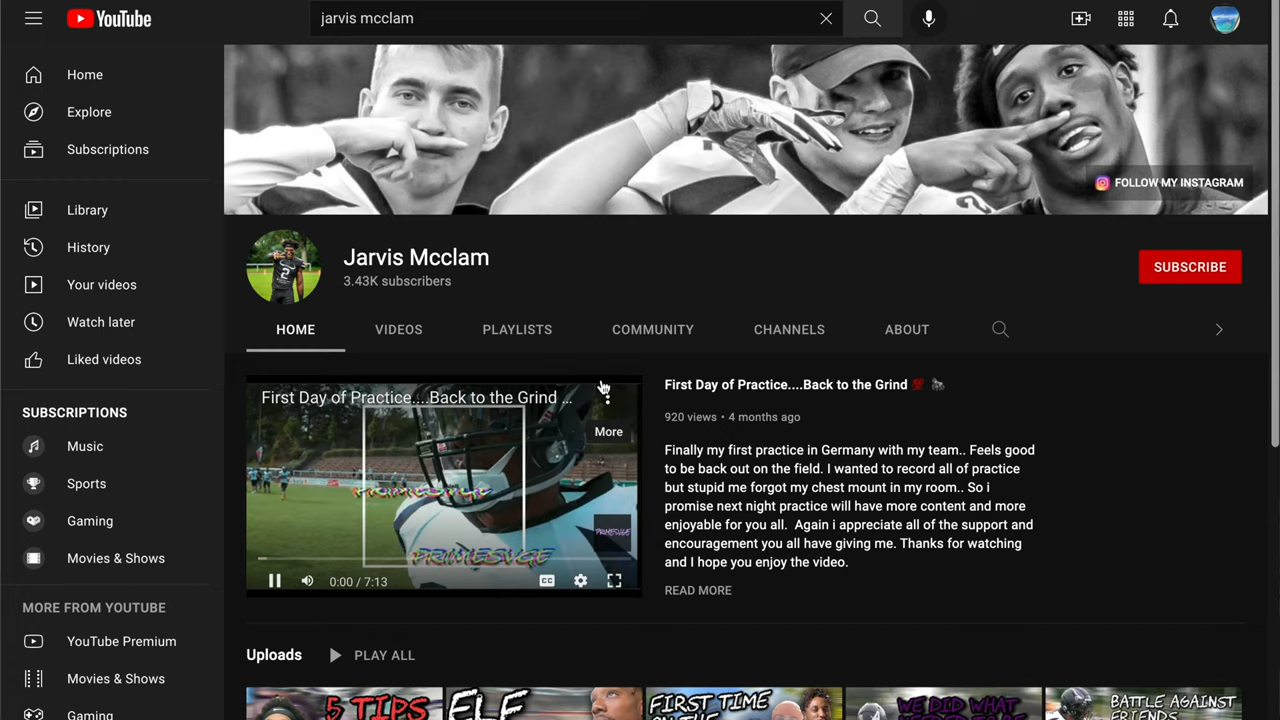 YouTube
jarvis mcclam
Home
Explore
Subscriptions
Library
History
Your videos
Watch later
Liked videos
SUBSCRIPTIONS
Music
Sports
Gaming
Movies & Shows
MORE FROM YOUTUBE
YouTube Premium
Movies & Shows
Gaming
FOLLOW MY INSTAGRAM
Jarvis Mcclam
3.43K subscribers
SUBSCRIBE
HOME VIDEOS PLAYLISTS COMMUNITY CHANNELS ABOUT
First Day of Practice....Back to the Grind ...
More
PRIME5VGE
PRIME5VGE
0:00 / 7:13
CC
First Day of Practice....Back to the Grind 💯 🦍
920 views • 4 months ago
Finally my first practice in Germany with my team.. Feels good
to be back out on the field. I wanted to record all of practice
but stupid me forgot my chest mount in my room.. So i
promise next night practice will have more content and more
enjoyable for you all. Again i appreciate all of the support and
encouragement you all have giving me. Thanks for watching
and I hope you enjoy the video.
READ MORE
Uploads PLAY ALL
5 TIPS
ELF
FIRST TIME
WE DID WHAT
BATTLE AGAINST
FRIENDS